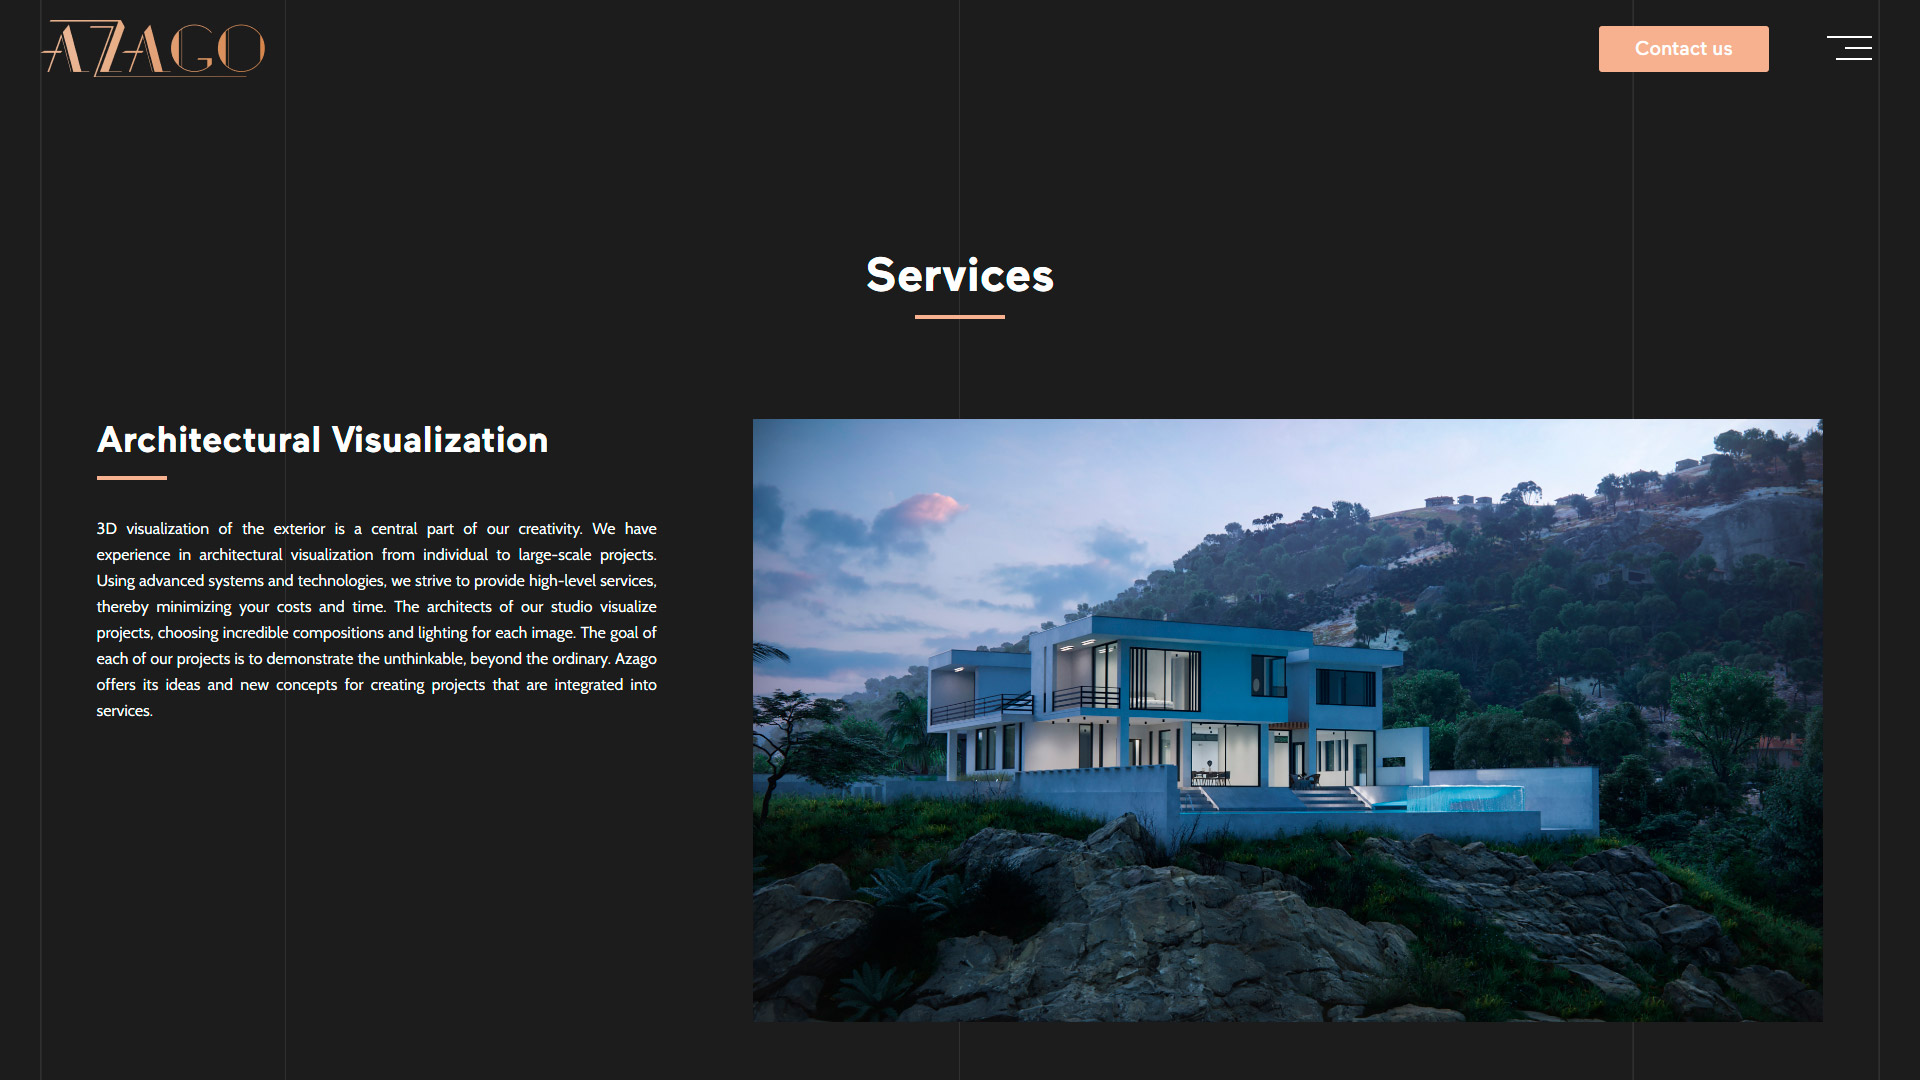 AZAGO
Contact us
Services
Architectural Visualization
3D visualization of the exterior is a central part of our creativity. We have
experience in architectural visualization from individual to large-scale projects.
Using advanced systems and technologies, we strive to provide high-level services,
thereby minimizing your costs and time. The architects of our studio visualize
projects, choosing incredible compositions and lighting for each image. The goal of
each of our projects is to demonstrate the unthinkable, beyond the ordinary. Azago
offers its ideas and new concepts for creating projects that are integrated into
services.